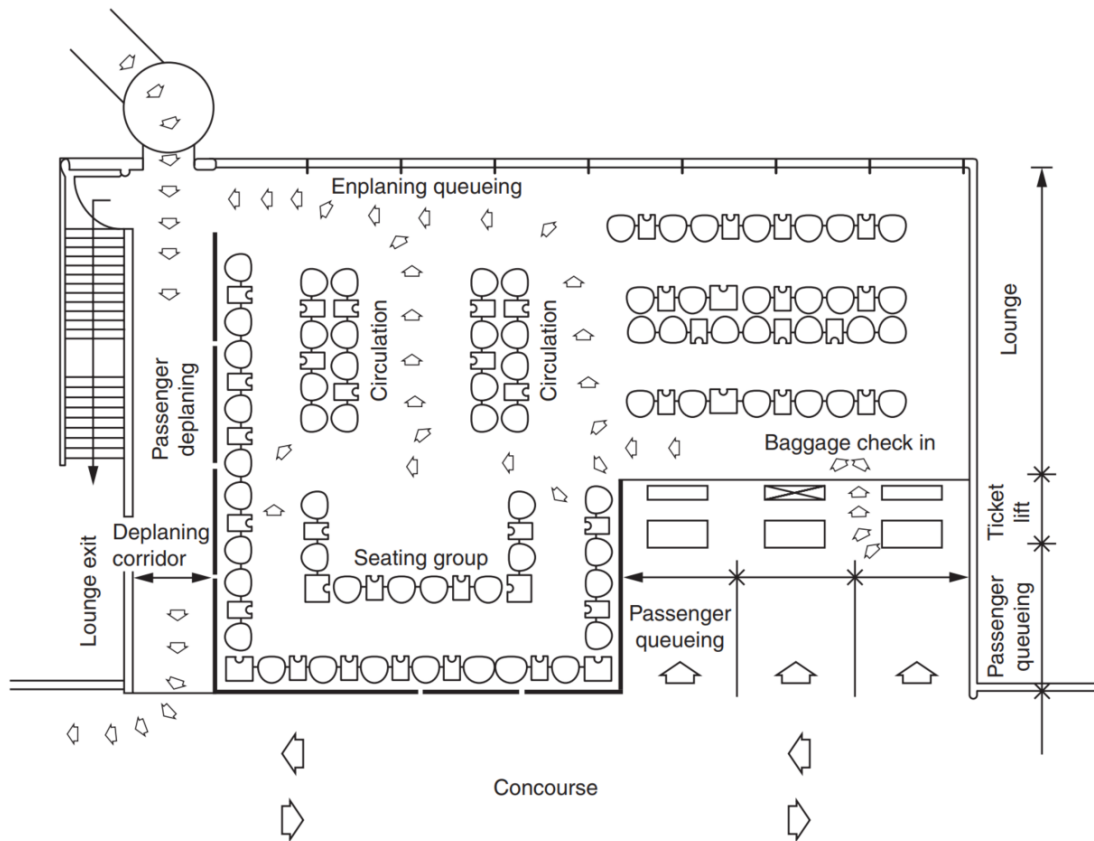 Enplaning queueing
Circulation
Circulation
Lounge
Passenger
deplaning
Baggage check in
Ticket
lift
Deplaning
corridor
Lounge exit
Seating group
Passenger
queueing
Passenger
queueing
Concourse